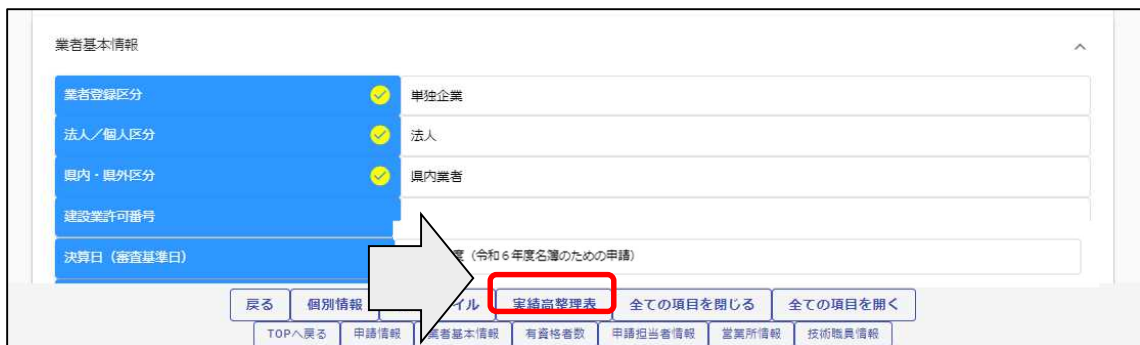 業者基本情報
業者登録区分 単独企業
法人／個人区分 法人
県内・県外区分 県内業者
建設業許可番号
決算日（審査基準日） 度（令和６年度名簿のための申請）
戻る 個別情報 イル 実績高整理表 全ての項目を閉じる 全ての項目を開く
TOPへ戻る 申請情報 業者基本情報 有資格者数 申請担当者情報 営業所情報 技術職員情報